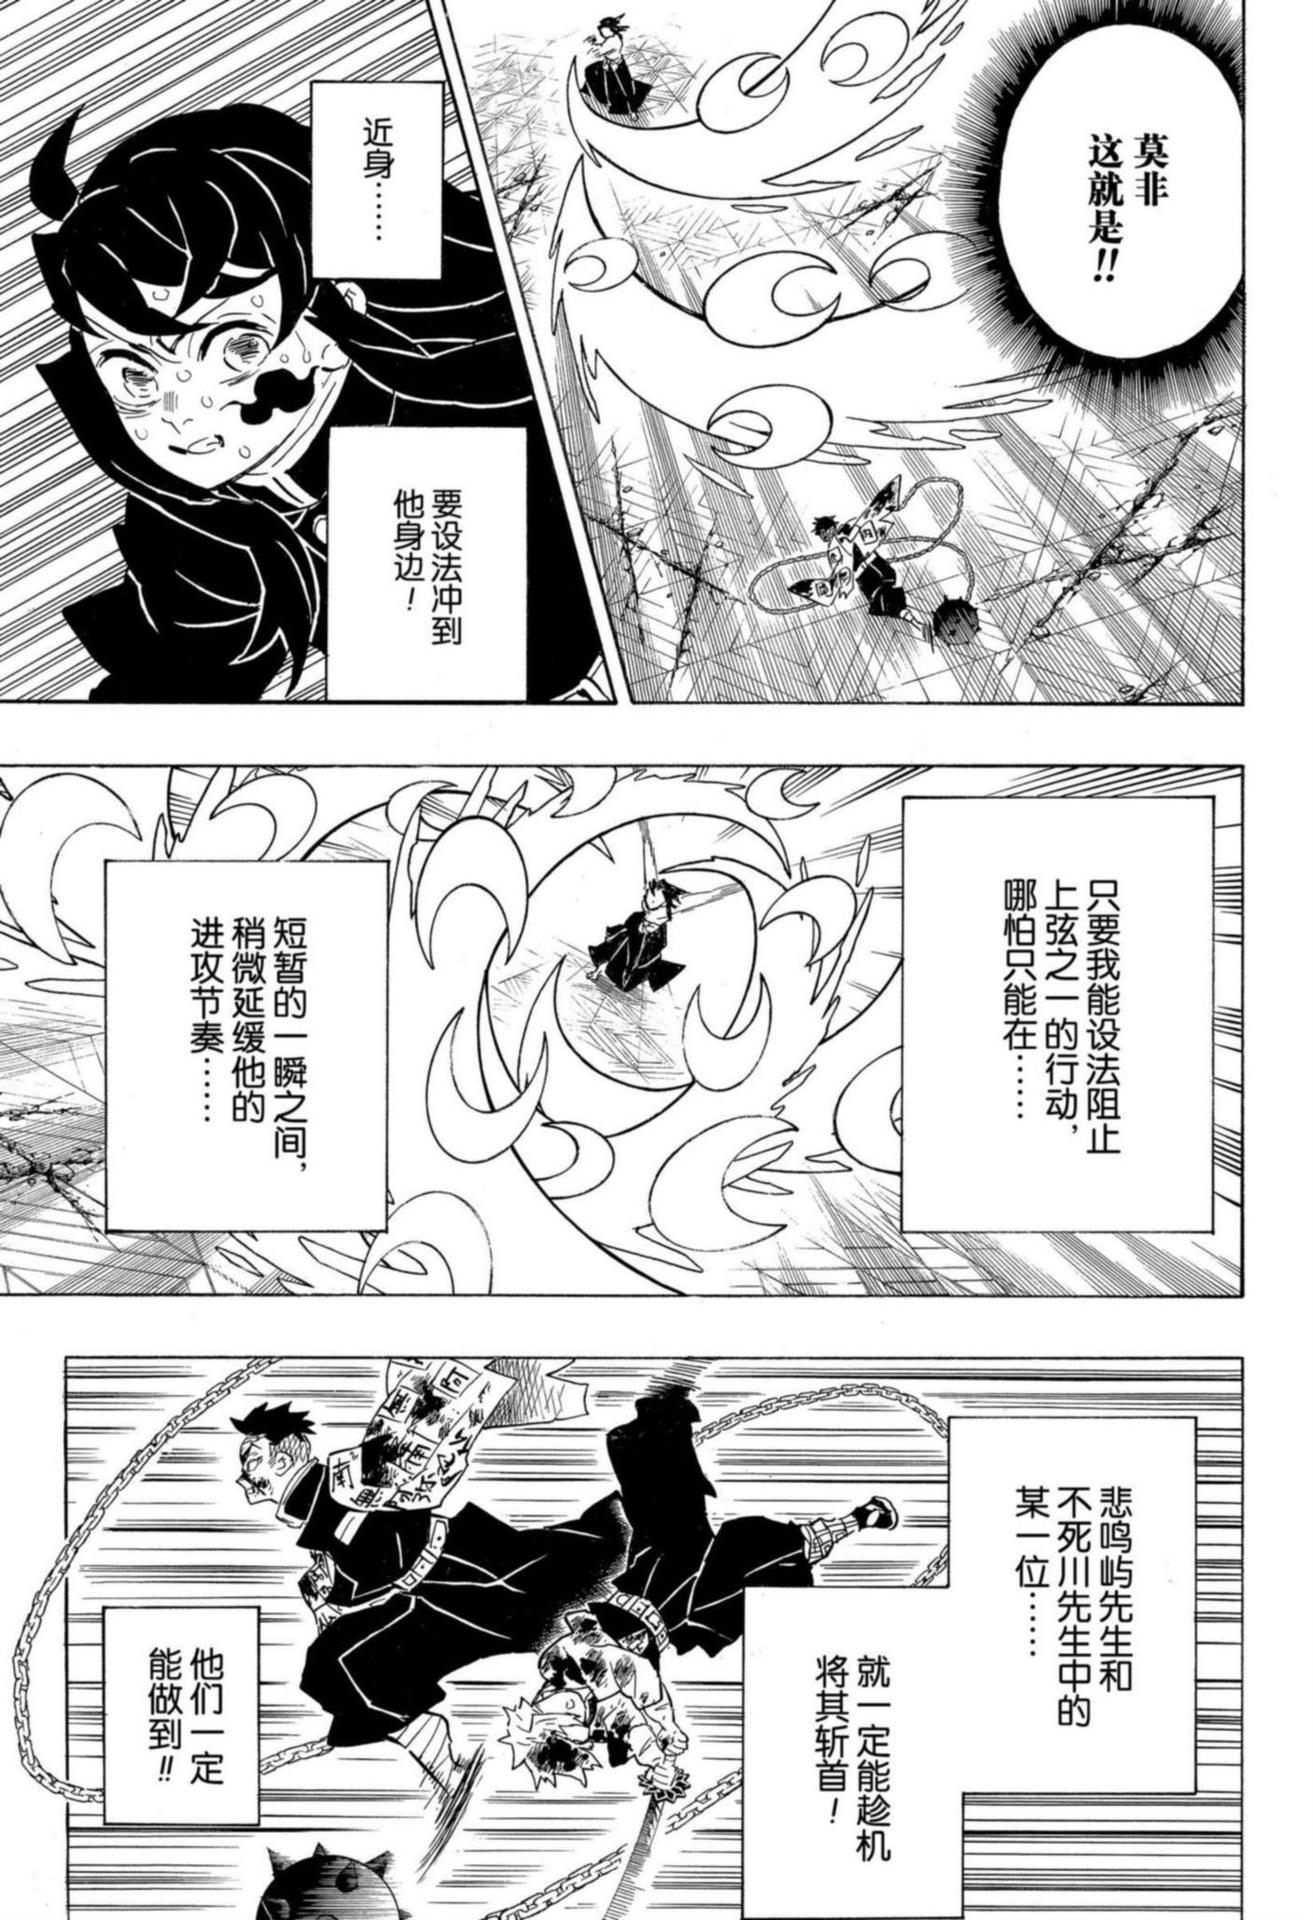 莫非
这就是!!
近身……
要设法冲到
他身边！
只要我能设法阻止
上弦之一的行动，
哪怕只能在……
短暂的一瞬之间，
稍微延缓他的
进攻节奏……
悲鸣屿先生和
不死川先生中的
某一位……
就一定能趁机
将其斩首！
他们一定
能做到!!